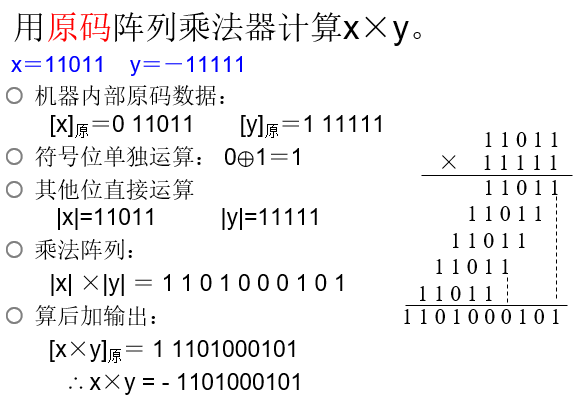 用原码阵列乘法器计算x×y。
x＝11011 y＝－11111
机器内部原码数据：
[x]原＝0 11011 [y]原＝1 11111
符号位单独运算： 0⊕1＝1
其他位直接运算
|x|=11011 |y|=11111
乘法阵列：
|x| ×|y| ＝ 1 1 0 1 0 0 0 1 0 1
算后加输出：
[x×y]原＝ 1 1101000101
∴ x×y = - 1101000101
1 1 0 1 1
× 1 1 1 1 1
1 1 0 1 1
1 1 0 1 1
1 1 0 1 1
1 1 0 1 1
1 1 0 1 1
1 1 0 1 0 0 0 1 0 1